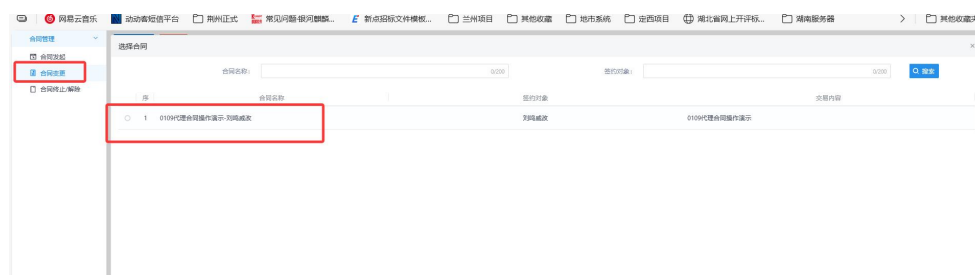 网易云音乐 动动客短信平台 荆州正式 常见问题·银河麒麟... 新点招标文件模板... 兰州项目 其他收藏 地市系统 定西项目 湖北省网上开评标... 湖南服务器 其他收藏夹
合同管理
选择合同
合同发起
合同变更
合同终止/解除
合同名称: 0/200 签约对象: 0/200 搜索
序 合同名称 签约对象 交易内容
1 0109代理合同操作演示-刘鸣威改 刘鸣威改 0109代理合同操作演示